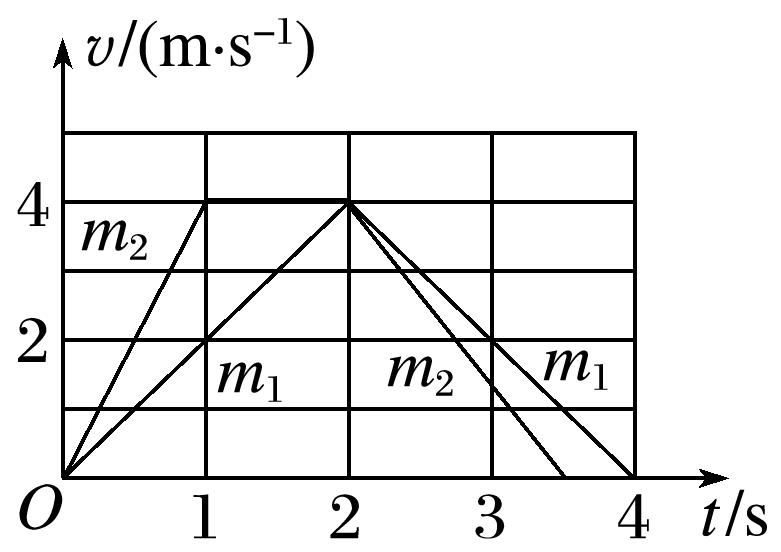 v/(m·s⁻¹)
4
m₂
2
m₁ m₂ m₁
O 1 2 3 4 t/s